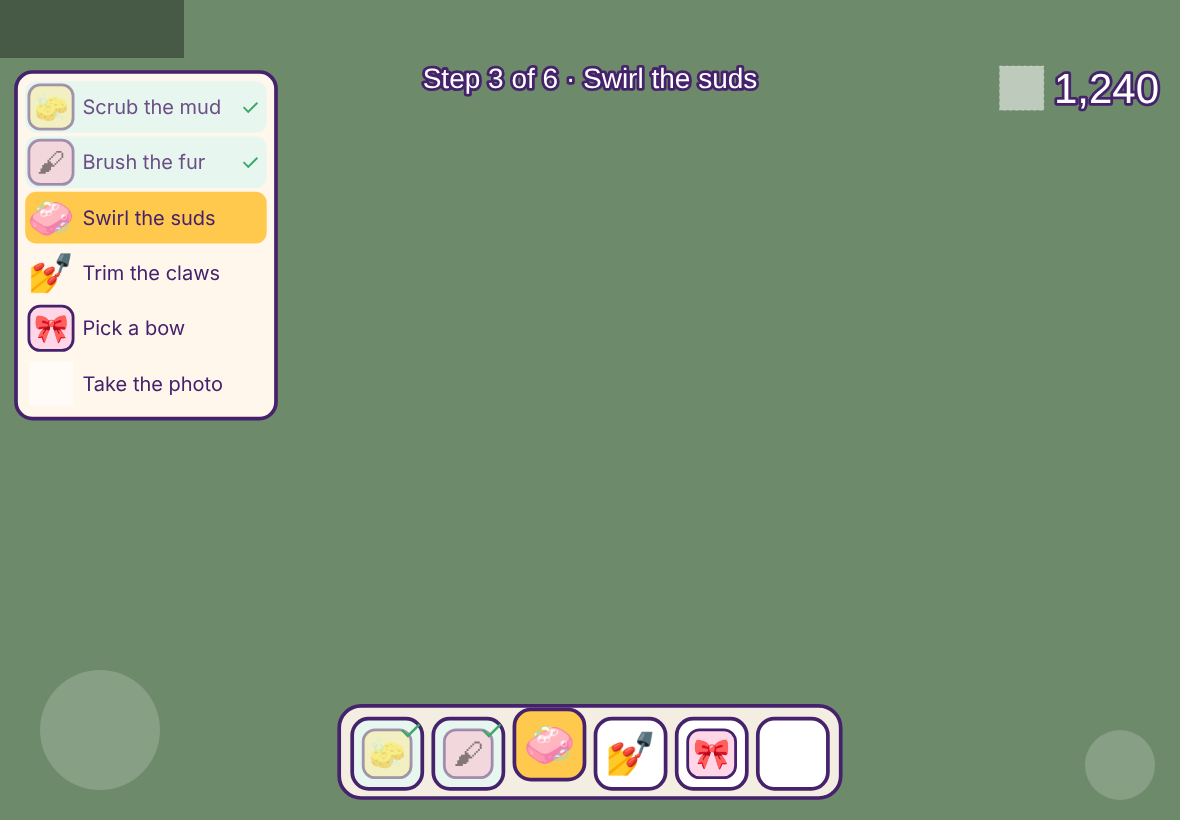 Step 3 of 6 · Swirl the suds
1,240
Scrub the mud
Brush the fur
Swirl the suds
Trim the claws
Pick a bow
Take the photo